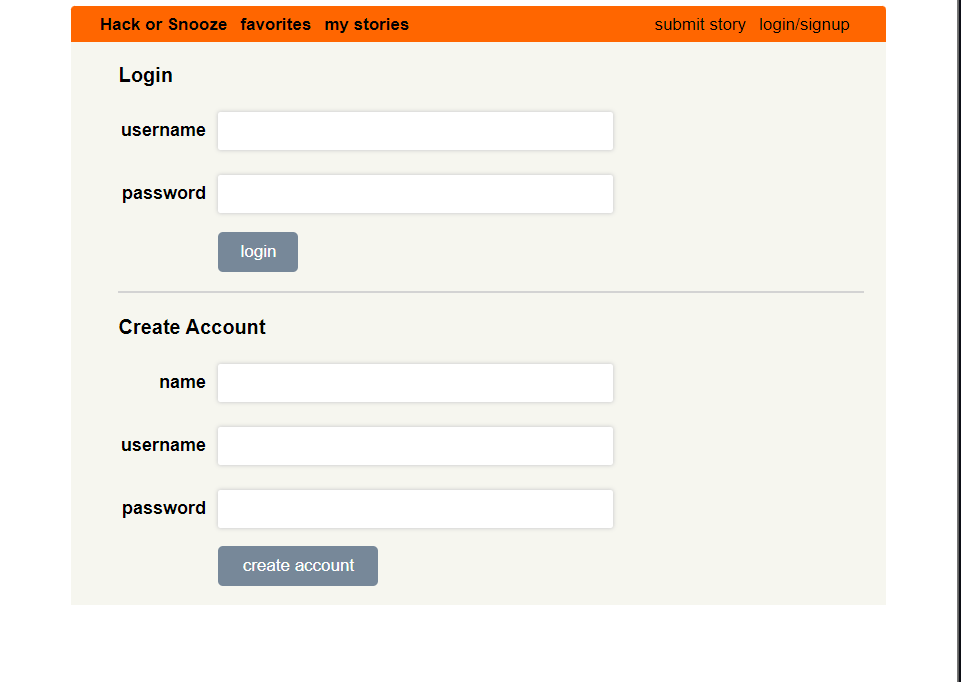 Hack or Snooze favorites my stories submit story login/signup
Login
username
password
login
Create Account
name
username
password
create account